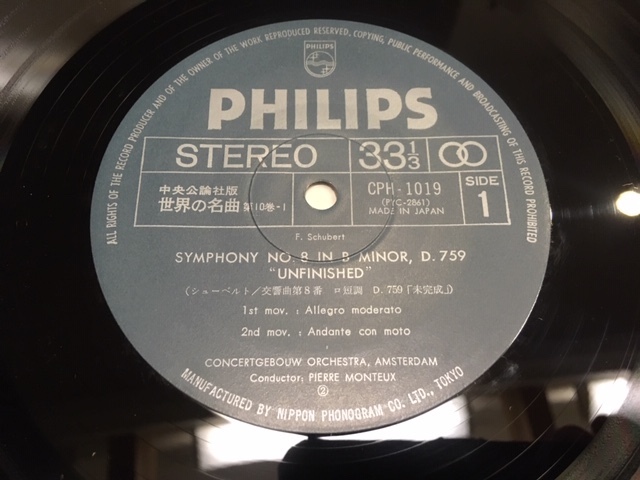 ALL RIGHTS OF THE RECORD PRODUCER AND OF THE OWNER OF THE WORK REPRODUCED RESERVED. COPYING, PUBLIC PERFORMANCE AND BROADCASTING OF THIS RECORD PROHIBITED
PHILIPS
PHILIPS
STEREO 33 1/3
中央公論社版
世界の名曲 第10巻・1
CPH-1019
(PYC-2861)
MADE IN JAPAN
SIDE
1
F. Schubert
SYMPHONY NO. 8 IN B MINOR, D. 759
"UNFINISHED"
(シューベルト/交響曲第8番 ロ短調 D. 759「未完成」)
1st mov. : Allegro moderato
2nd mov. : Andante con moto
CONCERTGEBOUW ORCHESTRA, AMSTERDAM
Conductor: PIERRE MONTEUX
②
MANUFACTURED BY NIPPON PHONOGRAM CO. LTD., TOKYO